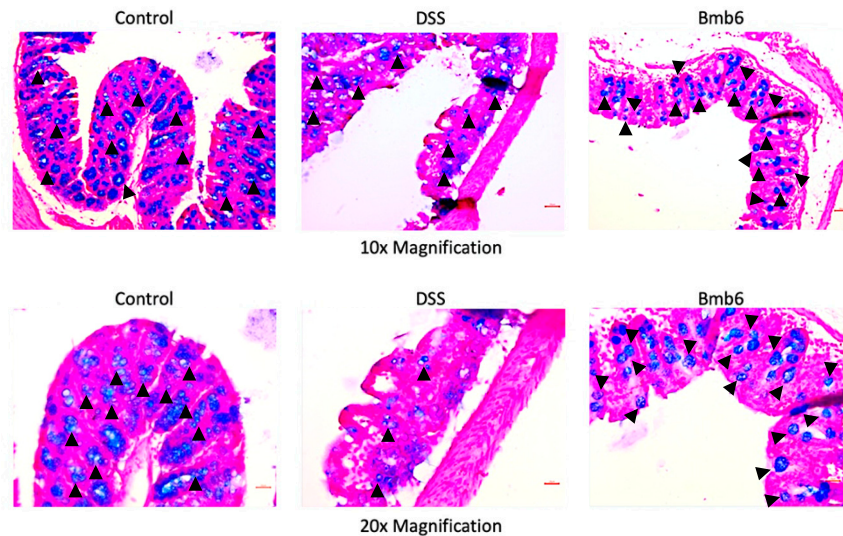 Control DSS Bmb6
10x Magnification
Control DSS Bmb6
20x Magnification